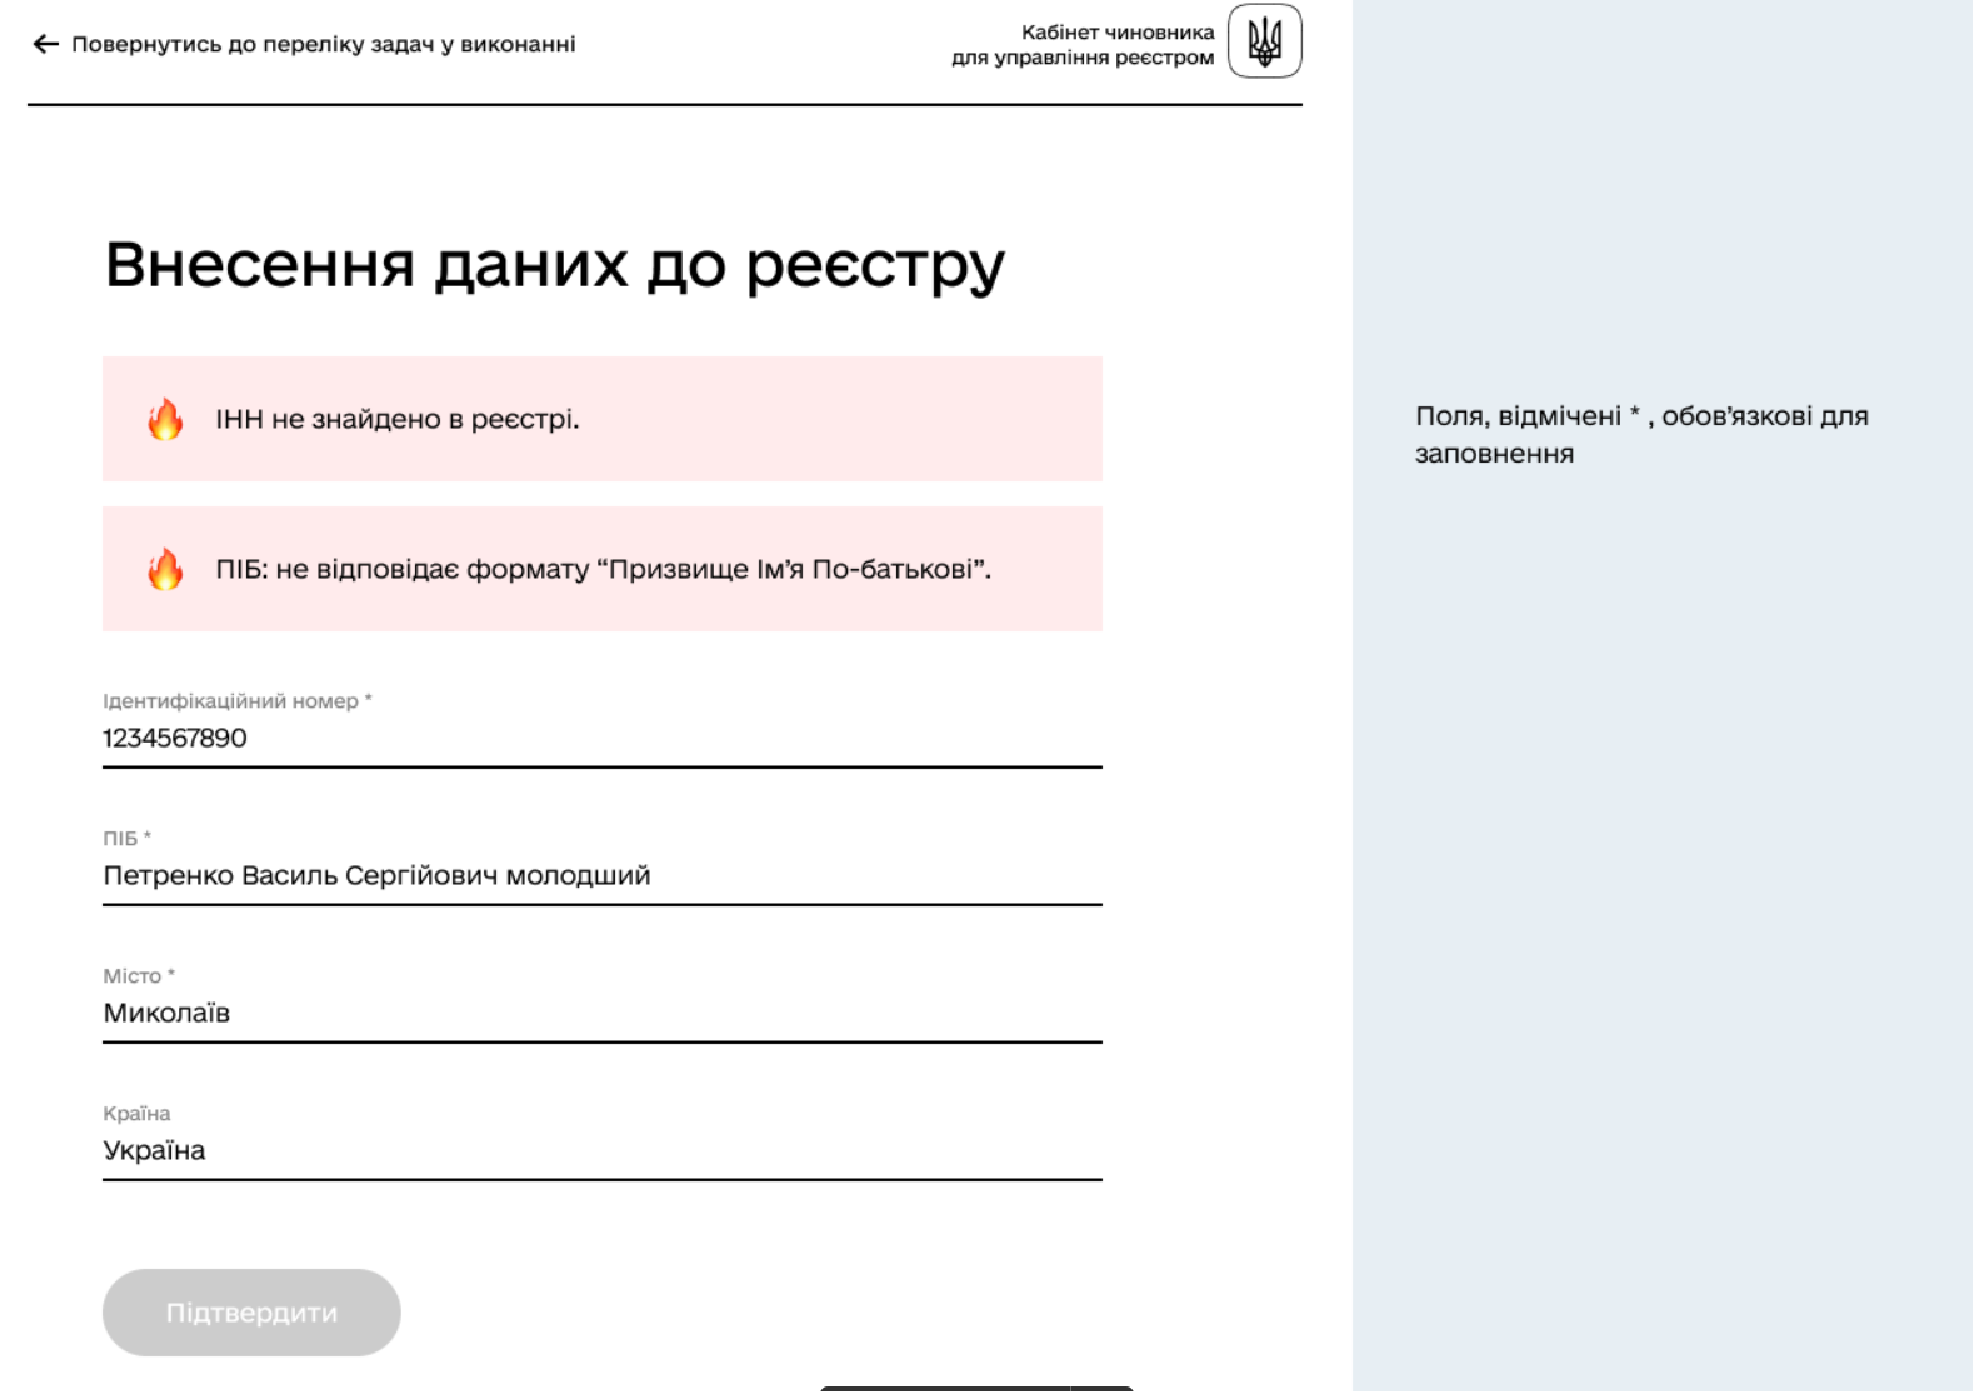 ← Повернутись до переліку задач у виконанні
Кабінет чиновника
для управління реєстром
Внесення даних до реєстру
ІНН не знайдено в реєстрі.
ПІБ: не відповідає формату “Призвище Ім’я По-батькові”.
Поля, відмічені * , обов’язкові для
заповнення
Ідентифікаційний номер *
1234567890
ПІБ *
Петренко Василь Сергійович молодший
Місто *
Миколаїв
Країна
Україна
Підтвердити